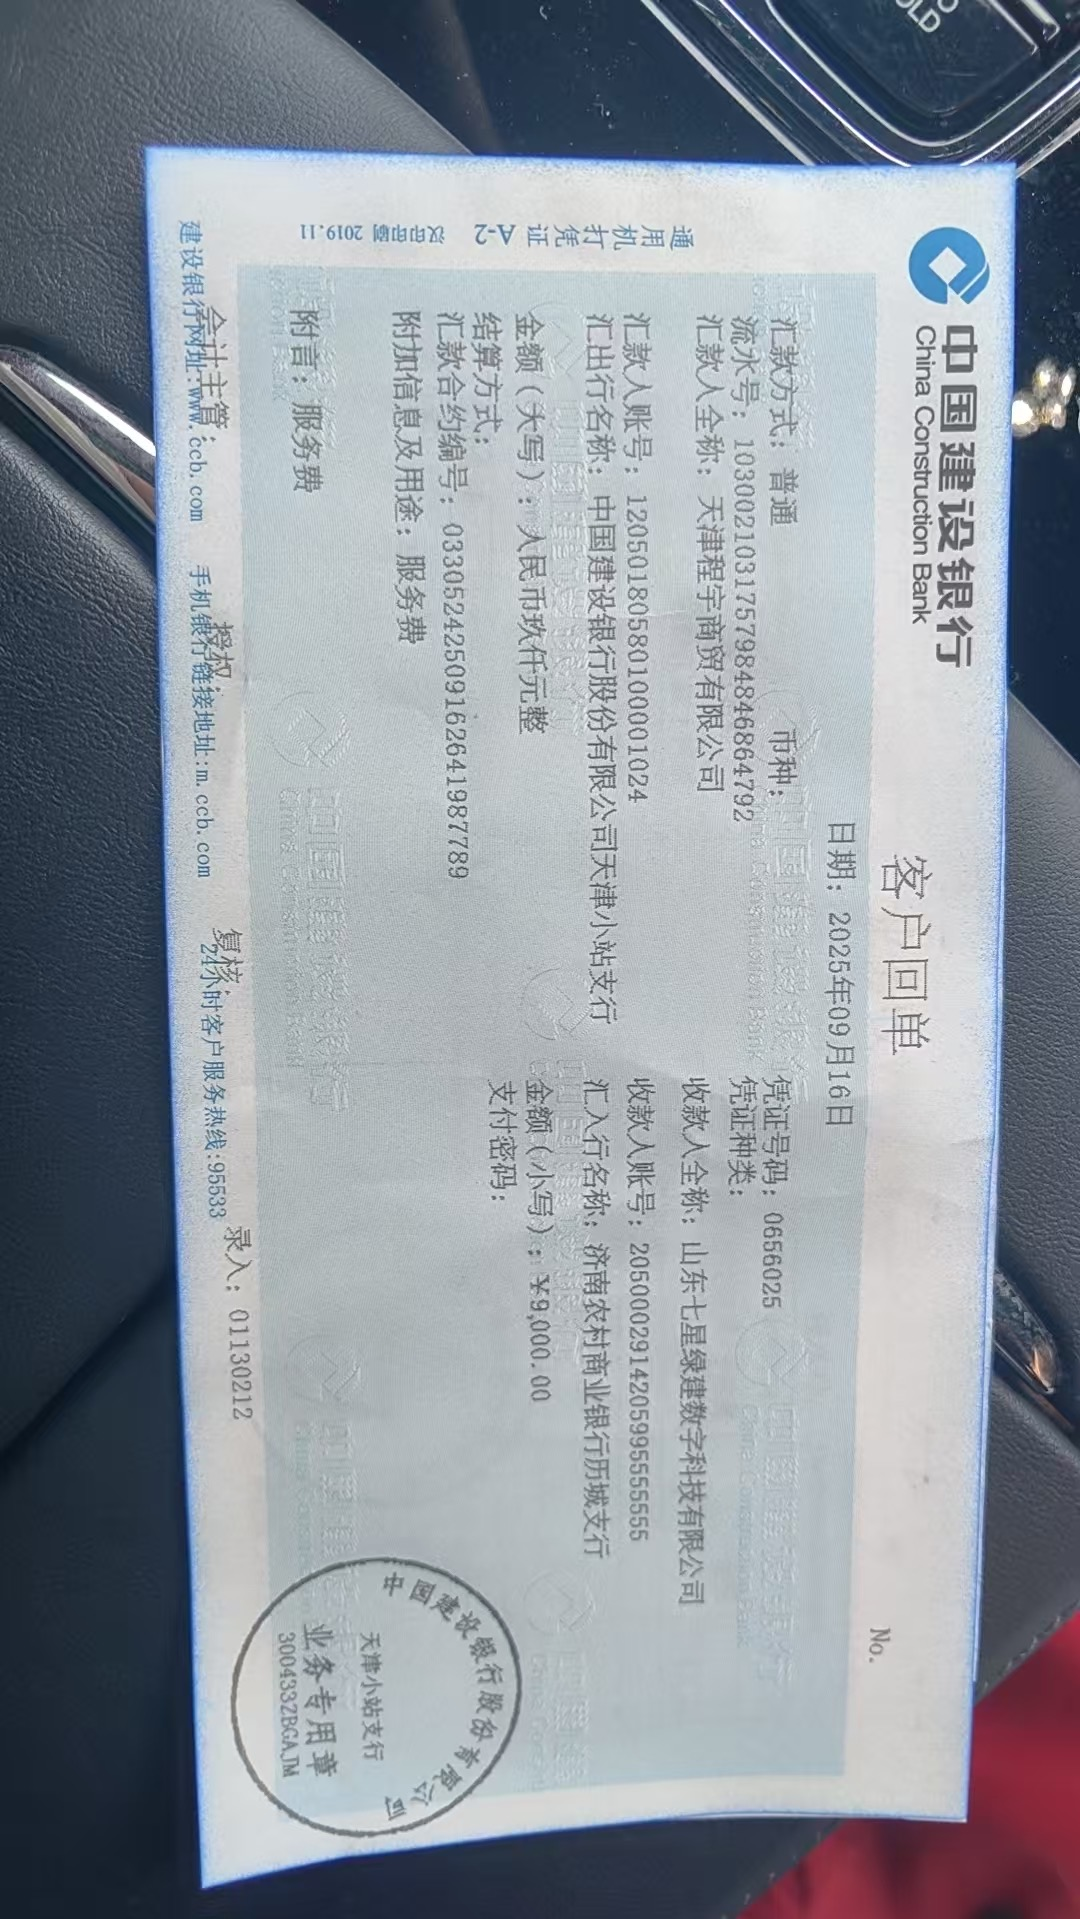 中国建设银行
China Construction Bank
客户回单
No.
日期：2025年09月16日
汇款方式：普通 币种： 凭证号码：0656025
流水号：103002103175798484686​4792 凭证种类：
汇款人全称：天津程宇商贸有限公司 收款人全称：山东七星绿建数字科技有限公司
汇款人账号：12050180580100001024 收款人账号：2050002914205995555555
汇出行名称：中国建设银行股份有限公司天津小站支行 汇入行名称：济南农村商业银行历城支行
金额（大写）：人民币玖仟元整 金额（小写）：¥9,000.00
结算方式： 支付密码：
汇款合约编号：0330524250916264198​7789
附加信息及用途：服务费
附言：服务费
会计主管： 授权： 复核： 录入：01130212
建设银行网址:www.ccb.com 手机银行链接地址:m.ccb.com 24小时客户服务热线:95533
通用机打凭证 A-2 汉印印刷 2019.11
中国建设银行股份有限公司
天津小站支行
业务专用章
300433ZBGAJM
OLD